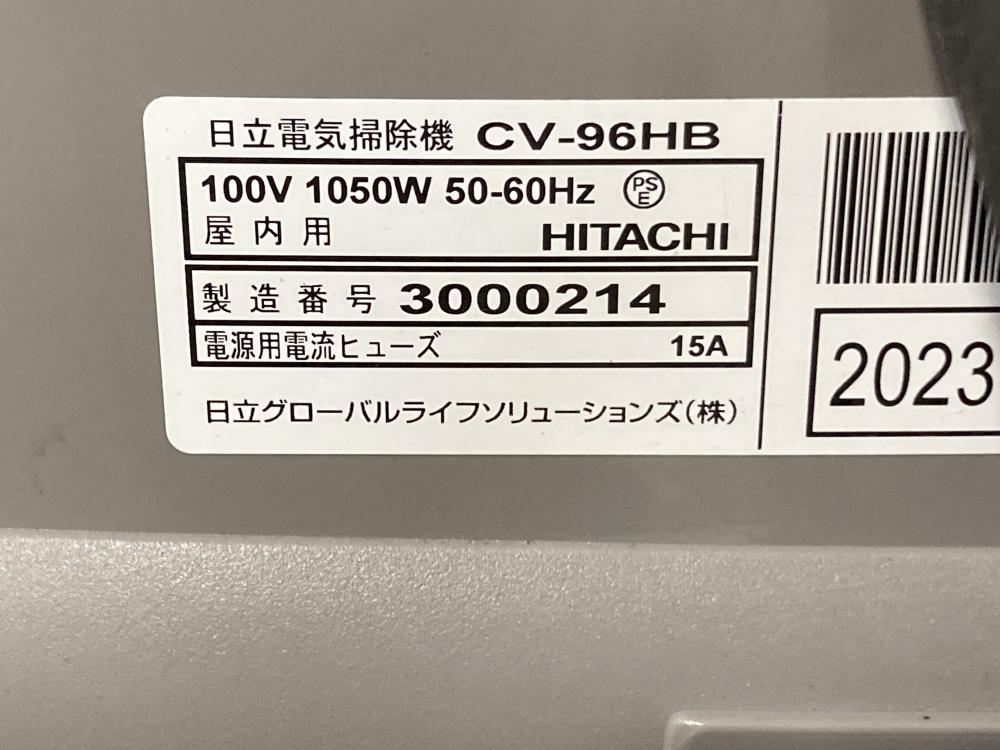 日立電気掃除機 CV-96HB
100V 1050W 50-60Hz PSE
屋内用 HITACHI
製造番号 3000214
電源用電流ヒューズ 15A
日立グローバルライフソリューションズ(株)
2023